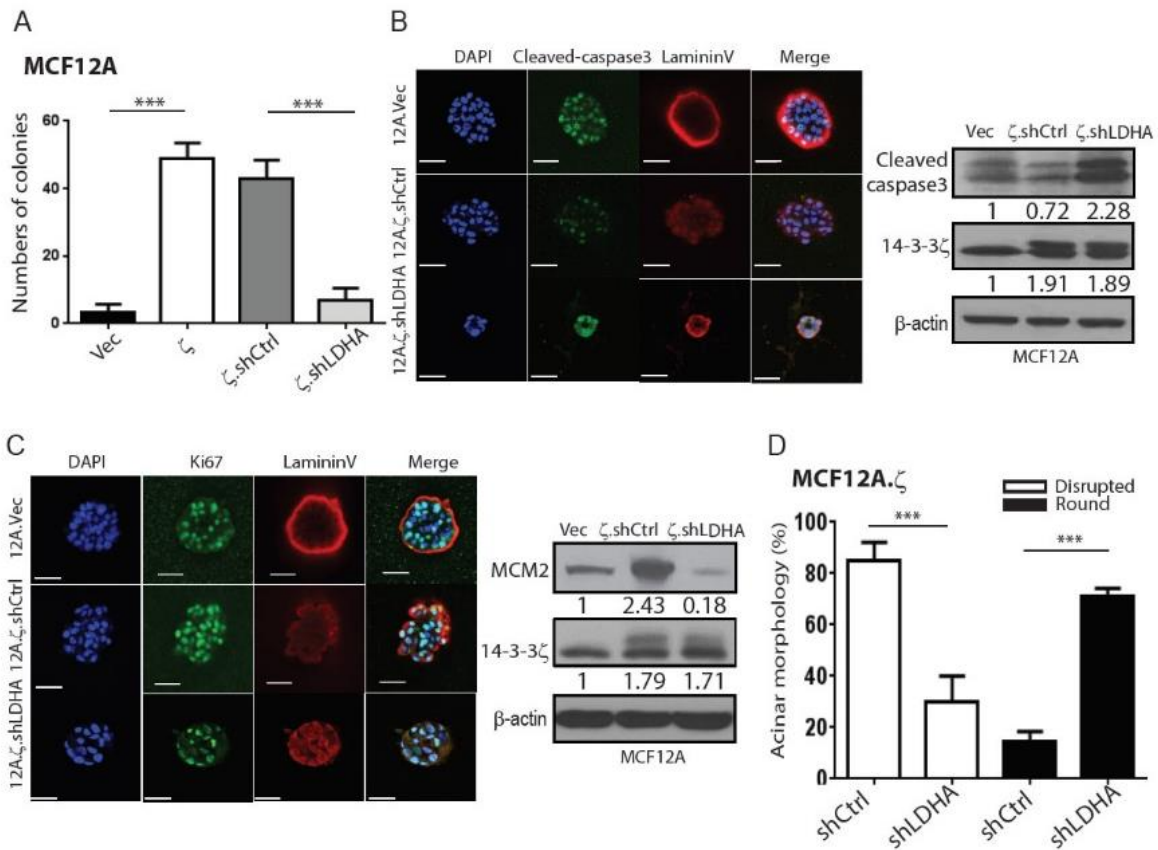 A
MCF12A
***
***
Numbers of colonies
60
40
20
0
Vec
ζ
ζ.shCtrl
ζ.shLDHA
B
DAPI Cleaved-caspase3 LamininV Merge
12A.Vec
12A.ζ.shCtrl
12A.ζ.shLDHA
Vec ζ.shCtrl ζ.shLDHA
Cleaved
caspase3
1 0.72 2.28
14-3-3ζ
1 1.91 1.89
β-actin
MCF12A
C
DAPI Ki67 LamininV Merge
12A.Vec
12A.ζ.shCtrl
12A.ζ.shLDHA
Vec ζ.shCtrl ζ.shLDHA
MCM2
1 2.43 0.18
14-3-3ζ
1 1.79 1.71
β-actin
MCF12A
D
MCF12A.ζ
Disrupted
Round
***
***
Acinar morphology (%)
100
80
60
40
20
0
shCtrl
shLDHA
shCtrl
shLDHA